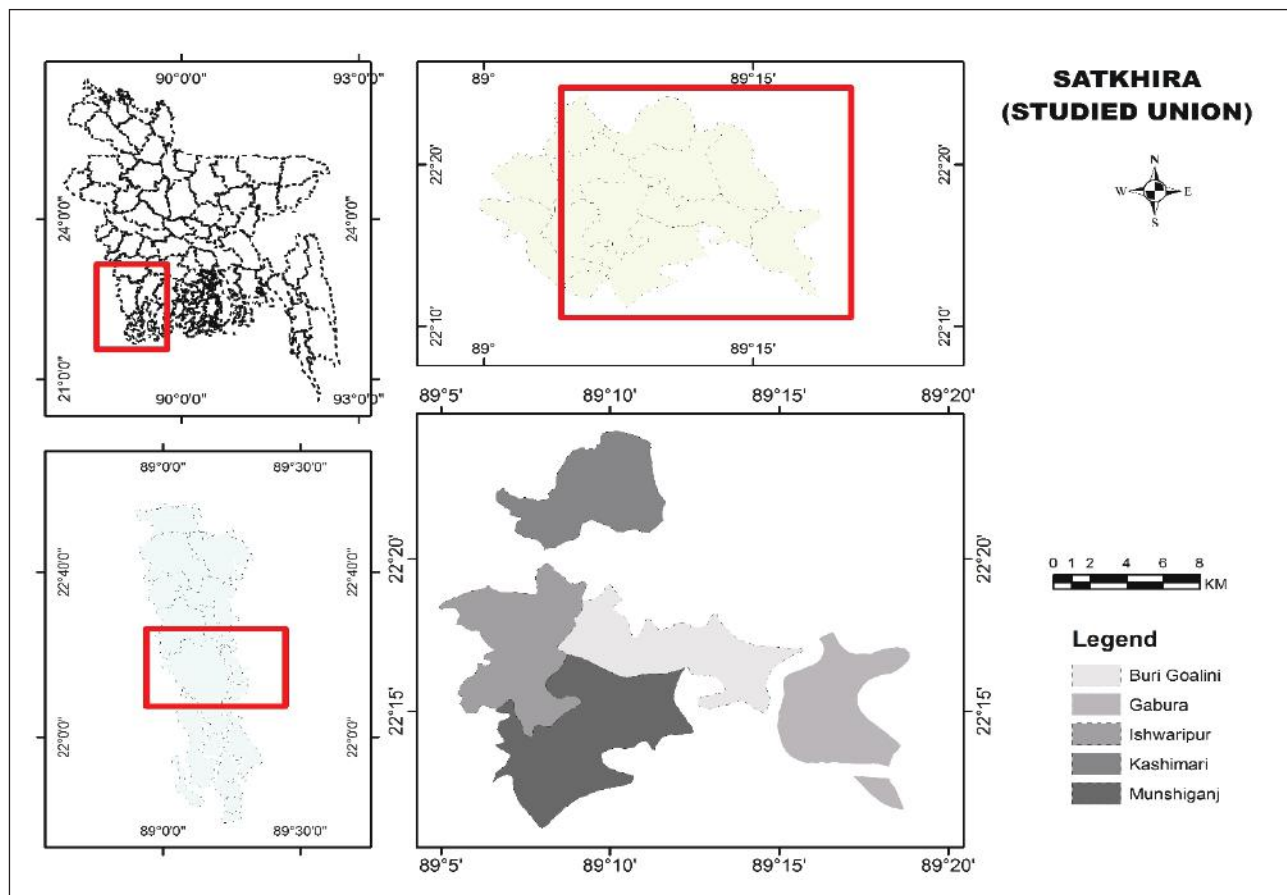 90°0'0"
93°0'0"
24°0'0"
24°0'0"
21°0'0"
21°0'0"
90°0'0"
93°0'0"
89°
89°15'
22°20'
22°20'
22°10'
22°10'
89°
89°15'
SATKHIRA
(STUDIED UNION)
N
W
E
S
89°0'0"
89°30'0"
22°40'0"
22°40'0"
22°0'0"
22°0'0"
89°0'0"
89°30'0"
89°5'
89°10'
89°15'
89°20'
22°20'
22°20'
22°15'
22°15'
89°5'
89°10'
89°15'
89°20'
0 1 2 4 6 8
KM
Legend
Buri Goalini
Gabura
Ishwaripur
Kashimari
Munshiganj